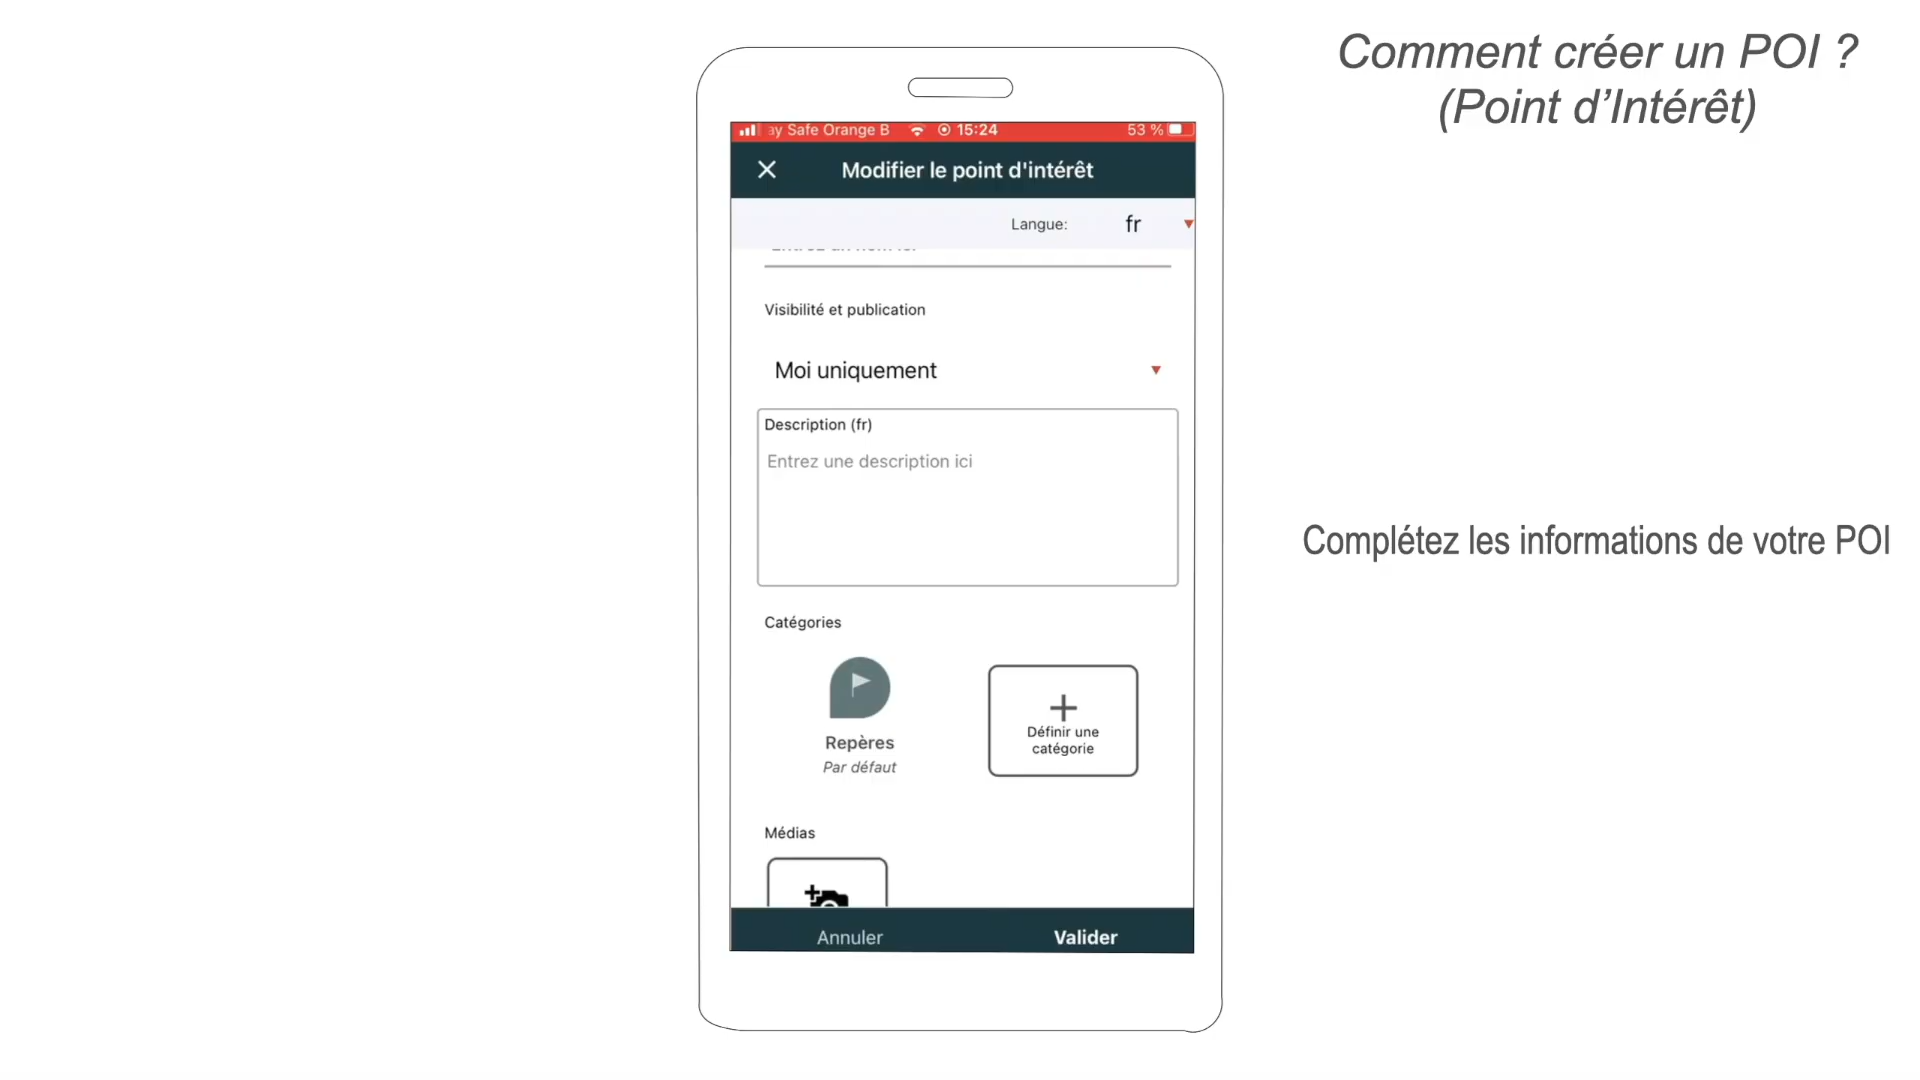 Comment créer un POI ?
(Point d’Intérêt)
ay Safe Orange B 15:24 53 %
Modifier le point d'intérêt
Langue: fr
Visibilité et publication
Moi uniquement
Description (fr)
Entrez une description ici
Catégories
Repères
Par défaut
Définir une
catégorie
Médias
Annuler Valider
Complétez les informations de votre POI